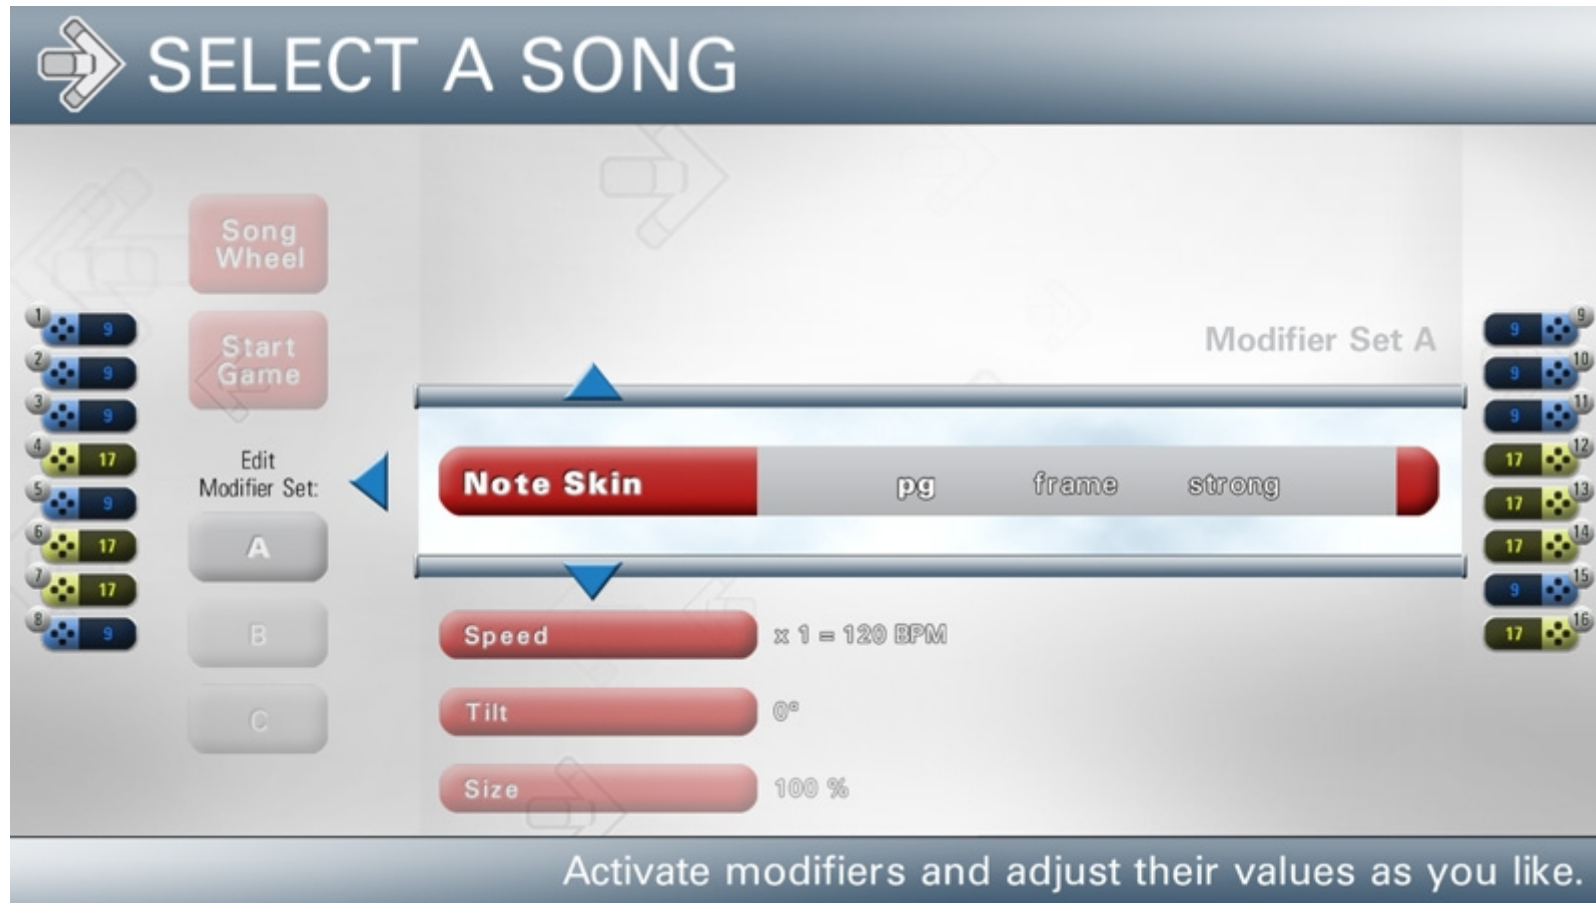 SELECT A SONG
Song
Wheel
Start
Game
Edit
Modifier Set:
A
B
C
1 9
2 9
3 9
4 17
5 9
6 17
7 17
8 9
Modifier Set A
Note Skin pg frame strong
Speed x 1 = 120 BPM
Tilt 0°
Size 100 %
9 9
9 10
9 11
17 12
17 13
17 14
9 15
17 16
Activate modifiers and adjust their values as you like.